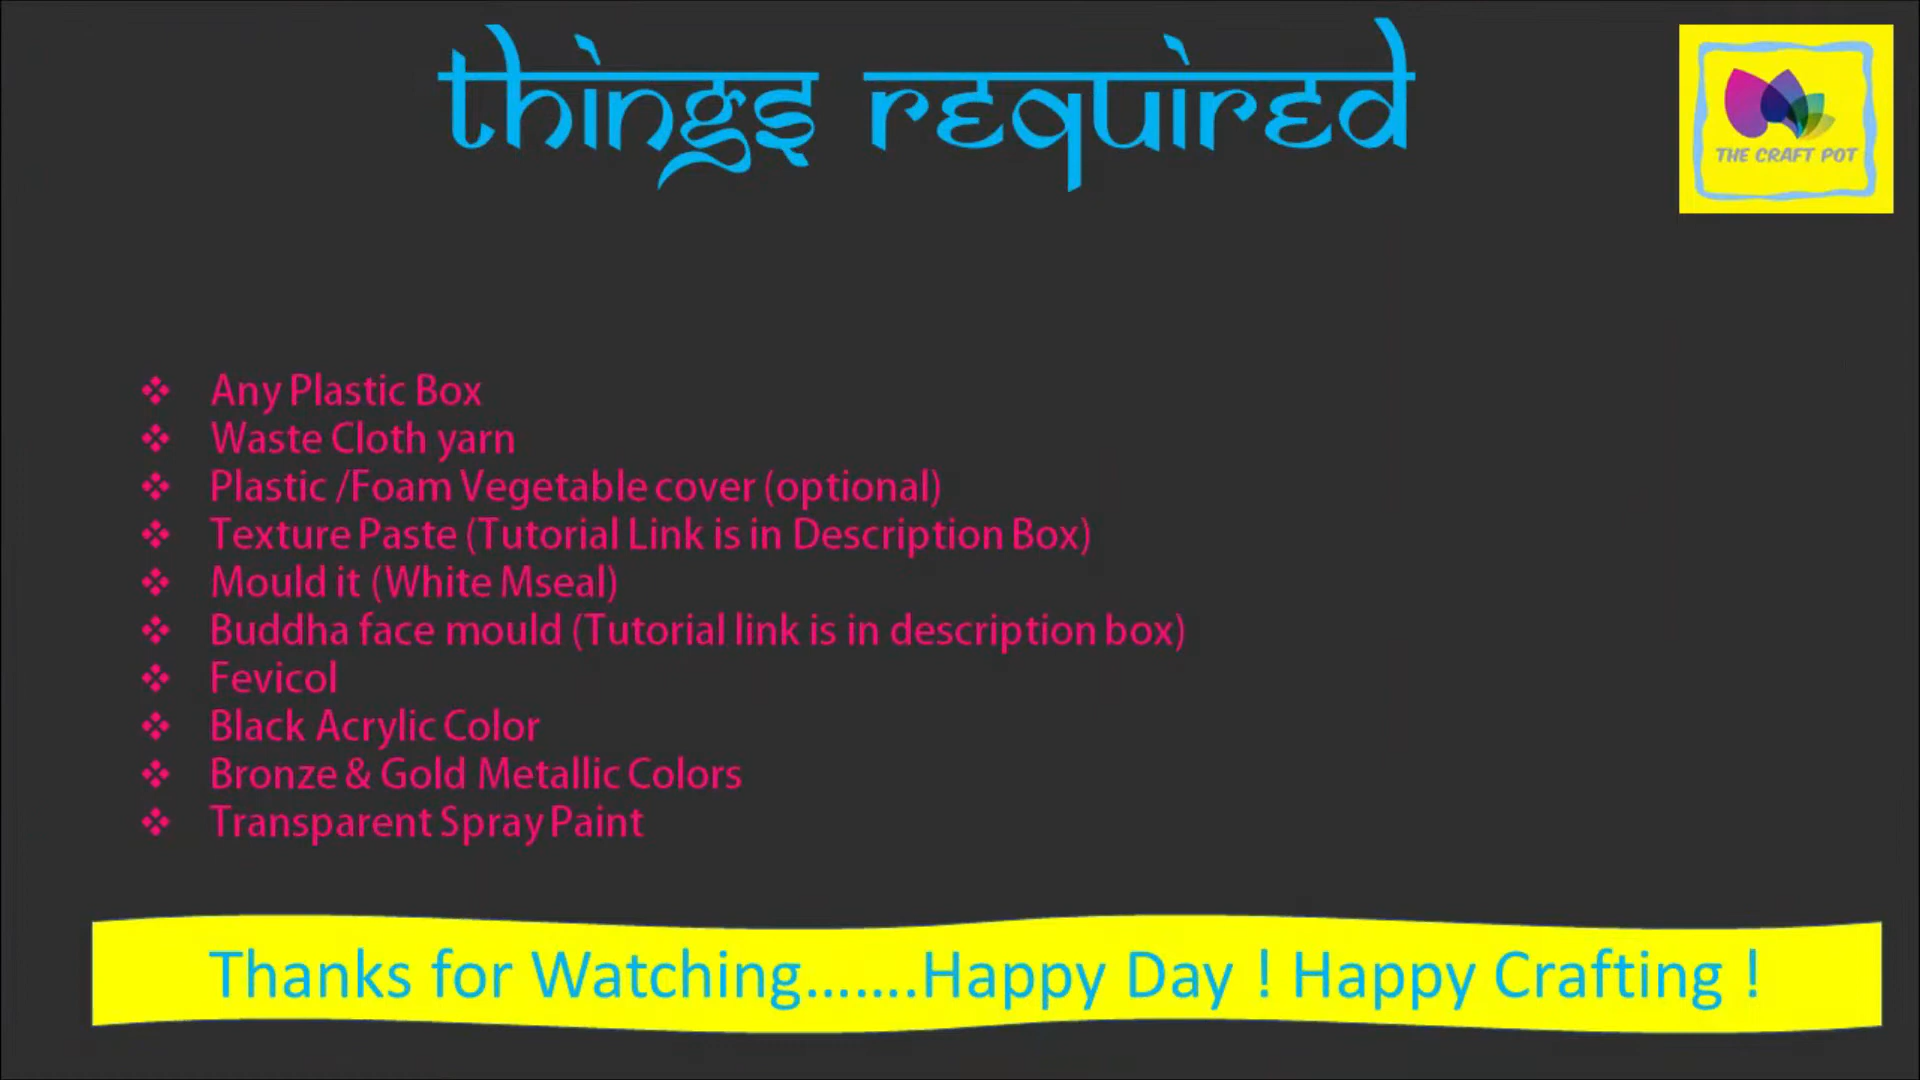 things required
THE CRAFT POT
❖ Any Plastic Box
❖ Waste Cloth yarn
❖ Plastic /Foam Vegetable cover (optional)
❖ Texture Paste (Tutorial Link is in Description Box)
❖ Mould it (White Mseal)
❖ Buddha face mould (Tutorial link is in description box)
❖ Fevicol
❖ Black Acrylic Color
❖ Bronze & Gold Metallic Colors
❖ Transparent Spray Paint
Thanks for Watching.......Happy Day ! Happy Crafting !